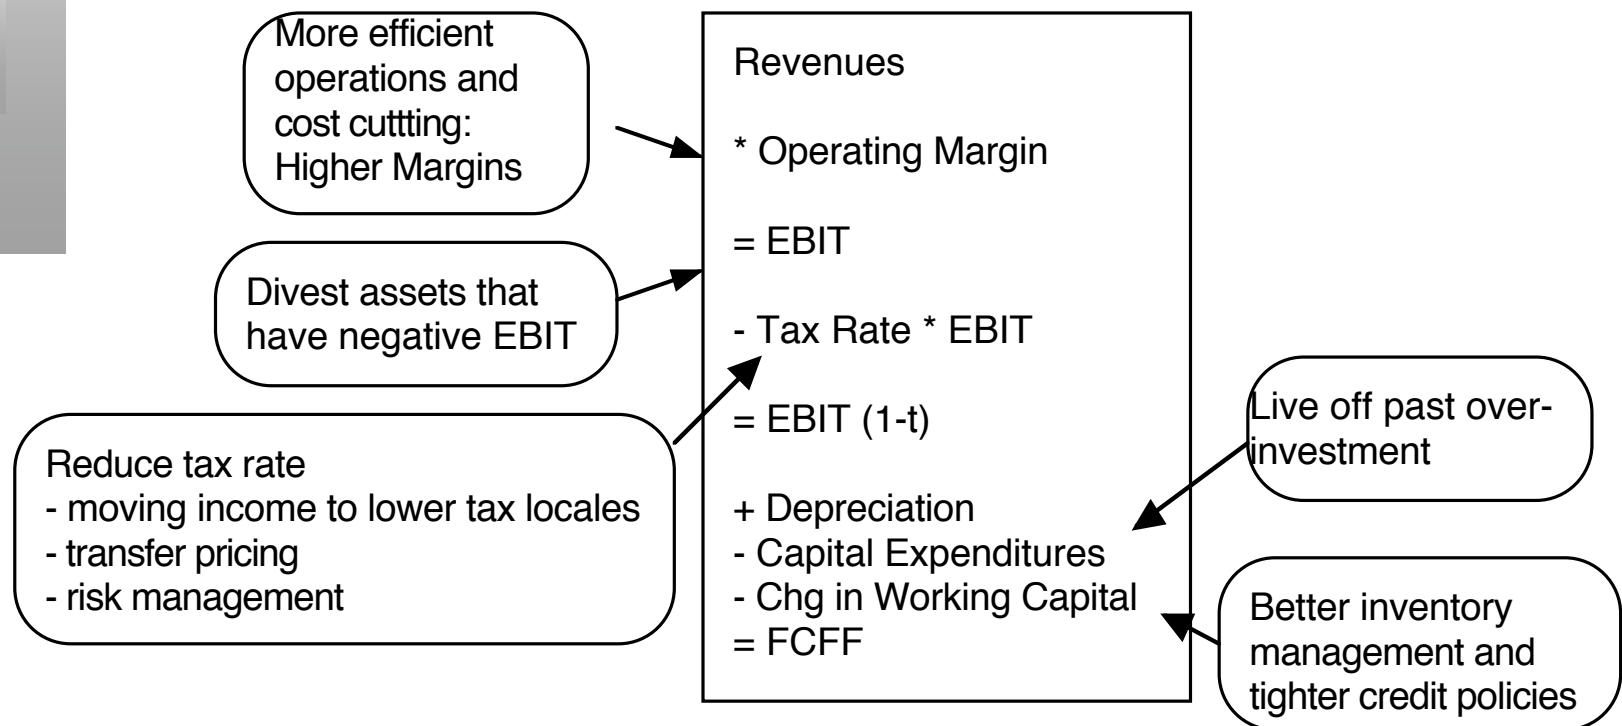 More efficient
operations and
cost cuttting:
Higher Margins
Divest assets that
have negative EBIT
Reduce tax rate
- moving income to lower tax locales
- transfer pricing
- risk management
Revenues
* Operating Margin
= EBIT
- Tax Rate * EBIT
= EBIT (1-t)
+ Depreciation
- Capital Expenditures
- Chg in Working Capital
= FCFF
Live off past over-
investment
Better inventory
management and
tighter credit policies